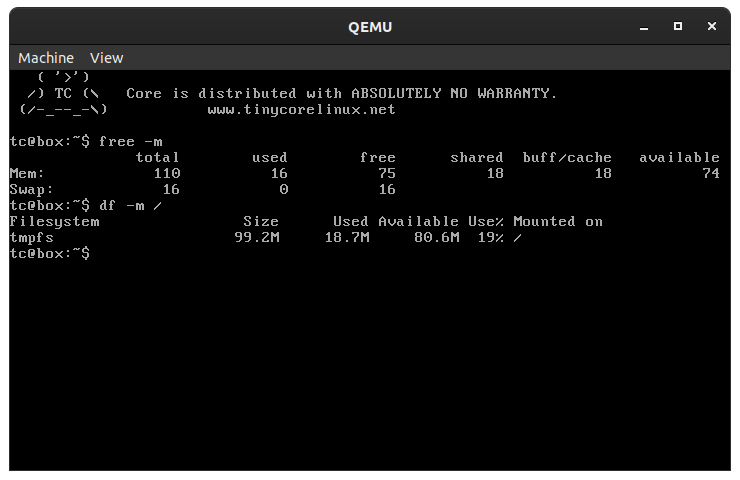 QEMU
Machine View
( '>')
/) TC (\ Core is distributed with ABSOLUTELY NO WARRANTY.
(/-_--_-\) www.tinycorelinux.net
tc@box:~$ free -m
total used free shared buff/cache available
Mem: 110 16 75 18 18 74
Swap: 16 0 16
tc@box:~$ df -m /
Filesystem Size Used Available Use% Mounted on
tmpfs 99.2M 18.7M 80.6M 19% /
tc@box:~$